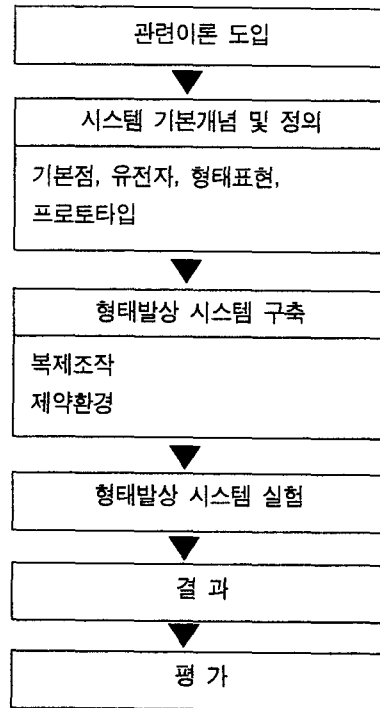 관련이론 도입
시스템 기본개념 및 정의
기본점, 유전자, 형태표현,
프로토타입
형태발상 시스템 구축
복제조작
제약환경
형태발상 시스템 실험
결 과
평 가